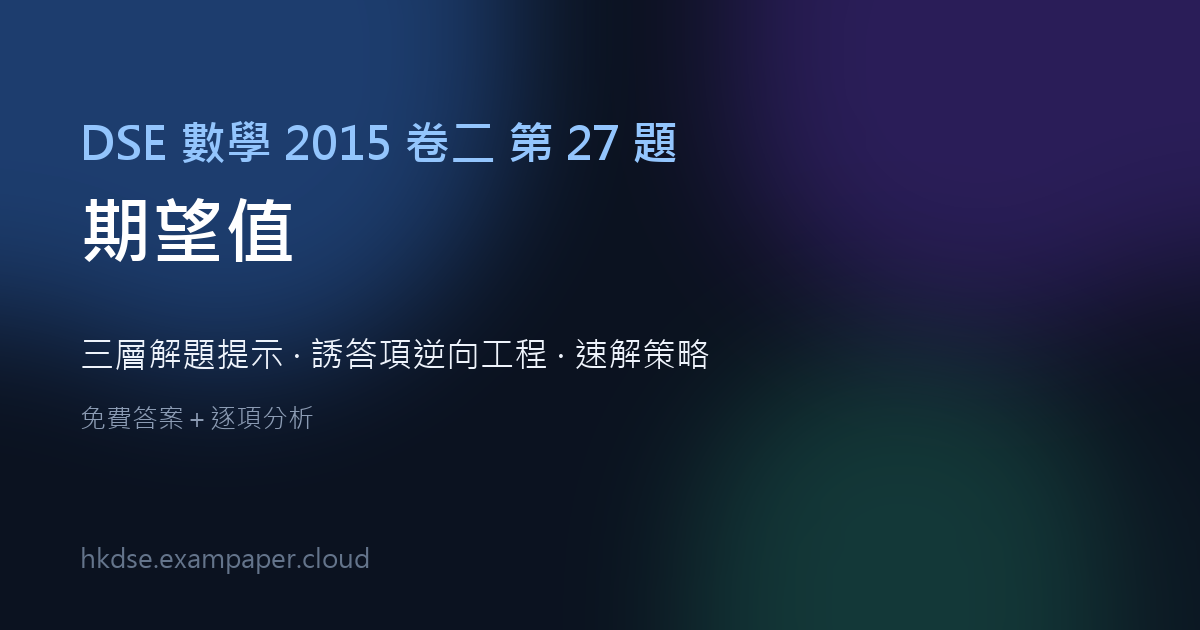 DSE 數學 2015 卷二 第 27 題
期望值
三層解題提示 · 誘答項逆向工程 · 速解策略
免費答案 + 逐項分析
hkdse.exampaper.cloud